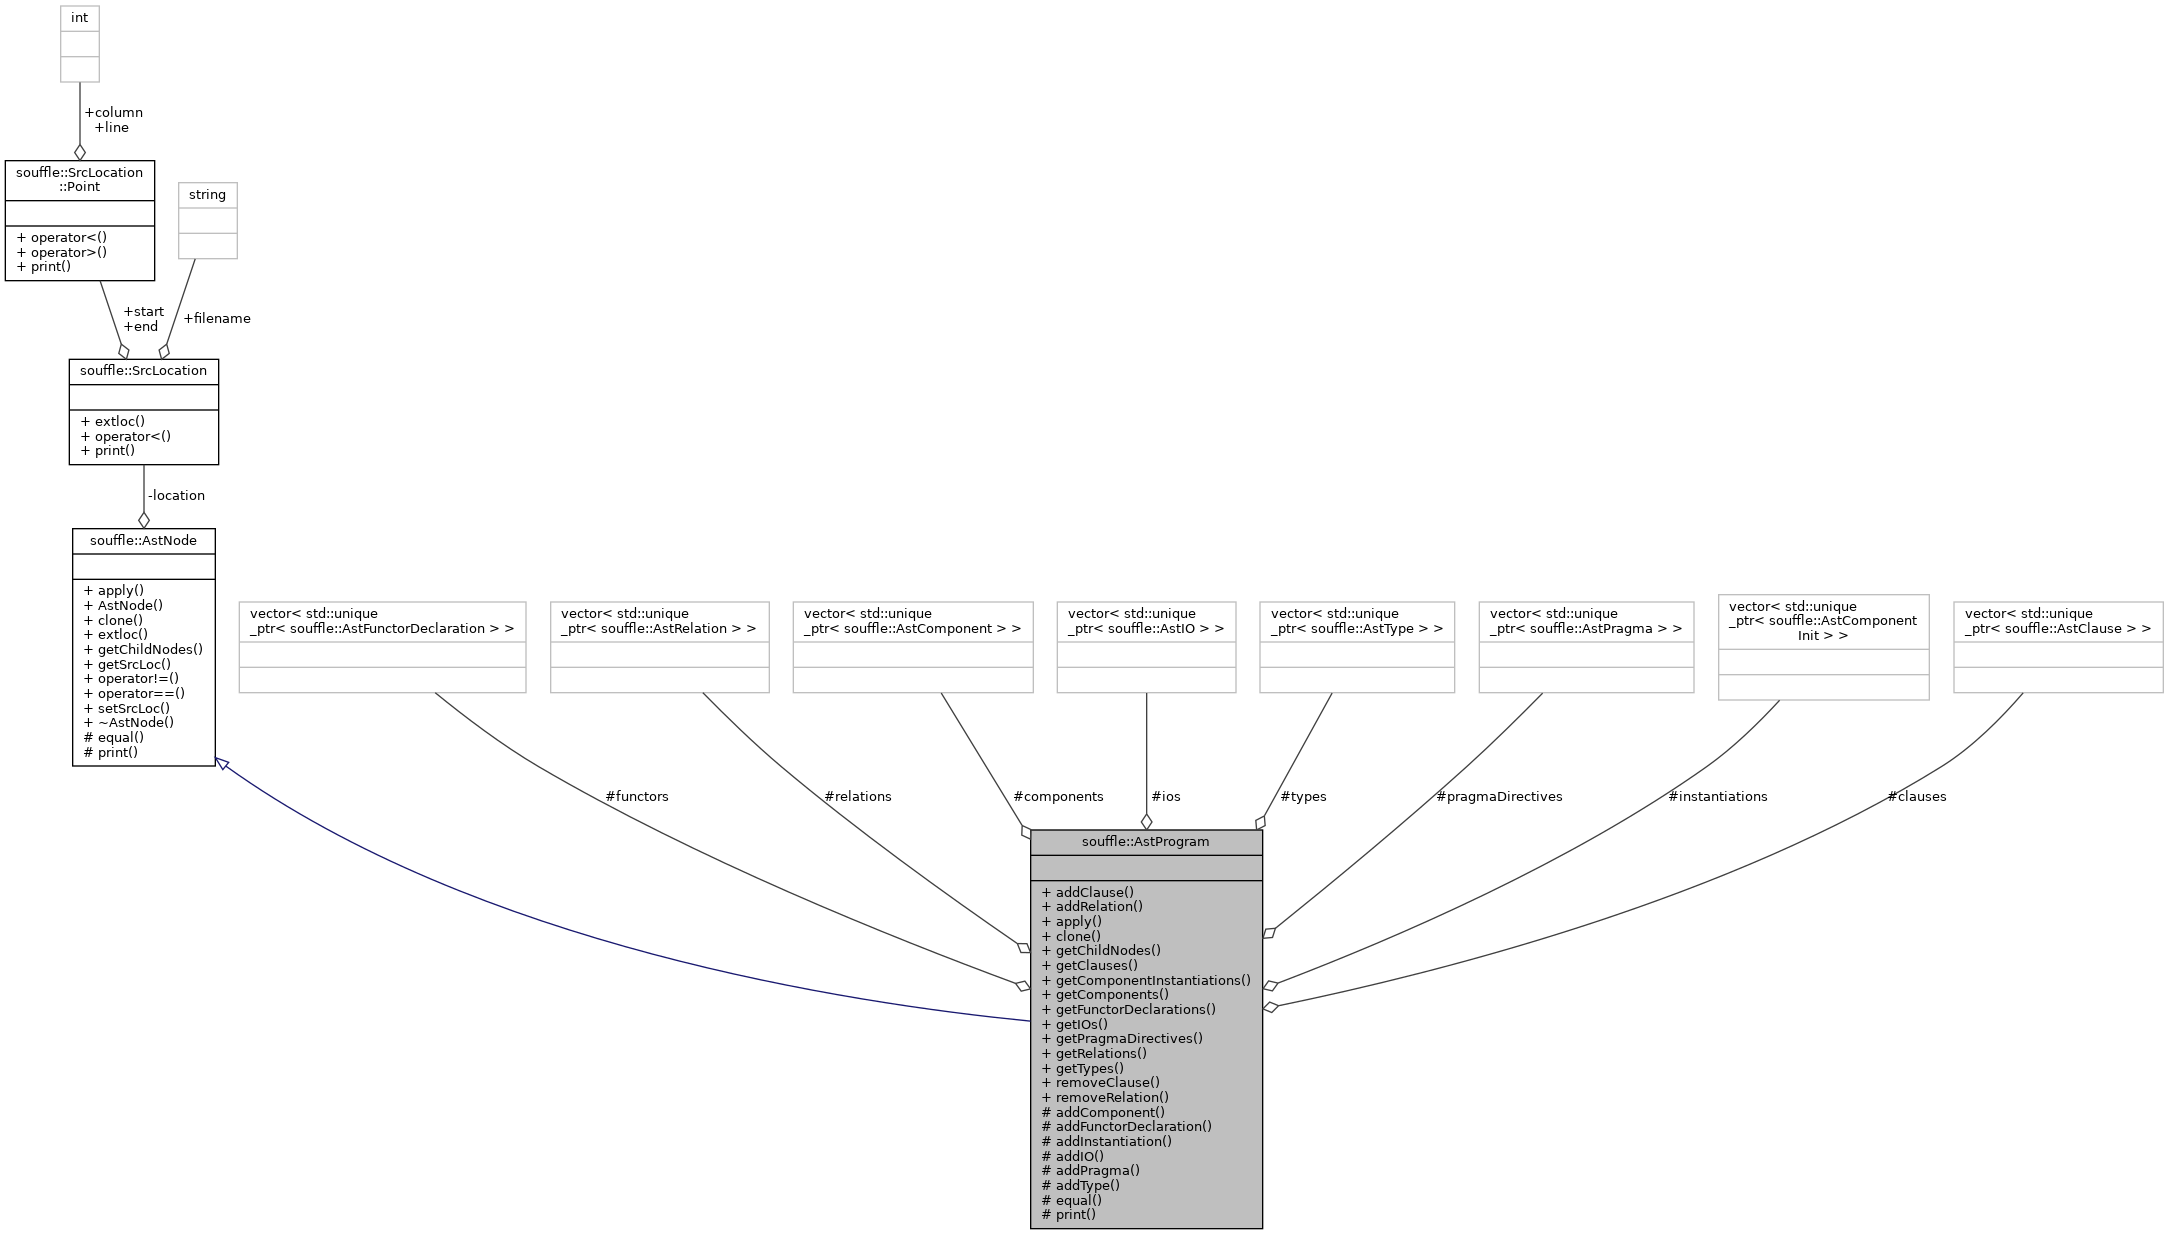 int
+column
+line
souffle::SrcLocation
::Point
+ operator<()
+ operator>()
+ print()
string
+start
+end
+filename
souffle::SrcLocation
+ extloc()
+ operator<()
+ print()
-location
souffle::AstNode
+ apply()
+ AstNode()
+ clone()
+ extloc()
+ getChildNodes()
+ getSrcLoc()
+ operator!=()
+ operator==()
+ setSrcLoc()
+ ~AstNode()
# equal()
# print()
vector< std::unique
_ptr< souffle::AstFunctorDeclaration > >
vector< std::unique
_ptr< souffle::AstRelation > >
vector< std::unique
_ptr< souffle::AstComponent > >
vector< std::unique
_ptr< souffle::AstIO > >
vector< std::unique
_ptr< souffle::AstType > >
vector< std::unique
_ptr< souffle::AstPragma > >
vector< std::unique
_ptr< souffle::AstComponent
Init > >
vector< std::unique
_ptr< souffle::AstClause > >
#functors
#relations
#components
#ios
#types
#pragmaDirectives
#instantiations
#clauses
souffle::AstProgram
+ addClause()
+ addRelation()
+ apply()
+ clone()
+ getChildNodes()
+ getClauses()
+ getComponentInstantiations()
+ getComponents()
+ getFunctorDeclarations()
+ getIOs()
+ getPragmaDirectives()
+ getRelations()
+ getTypes()
+ removeClause()
+ removeRelation()
# addComponent()
# addFunctorDeclaration()
# addInstantiation()
# addIO()
# addPragma()
# addType()
# equal()
# print()